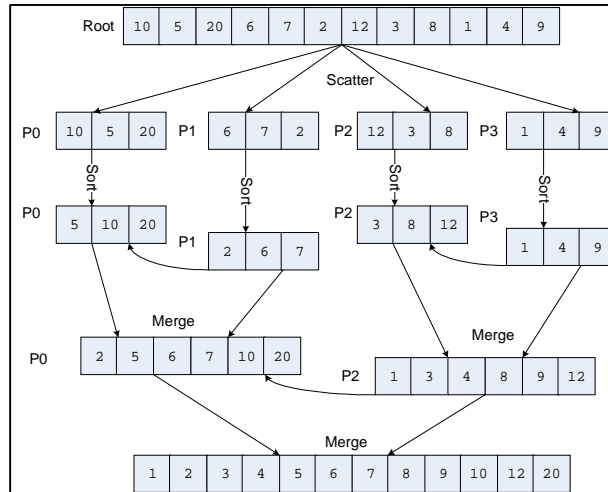 Root 10 5 20 6 7 2 12 3 8 1 4 9
Scatter
P0 10 5 20 P1 6 7 2 P2 12 3 8 P3 1 4 9
Sort Sort Sort Sort
P0 5 10 20 P1 2 6 7 P2 3 8 12 P3 1 4 9
Merge Merge
P0 2 5 6 7 10 20 P2 1 3 4 8 9 12
Merge
1 2 3 4 5 6 7 8 9 10 12 20